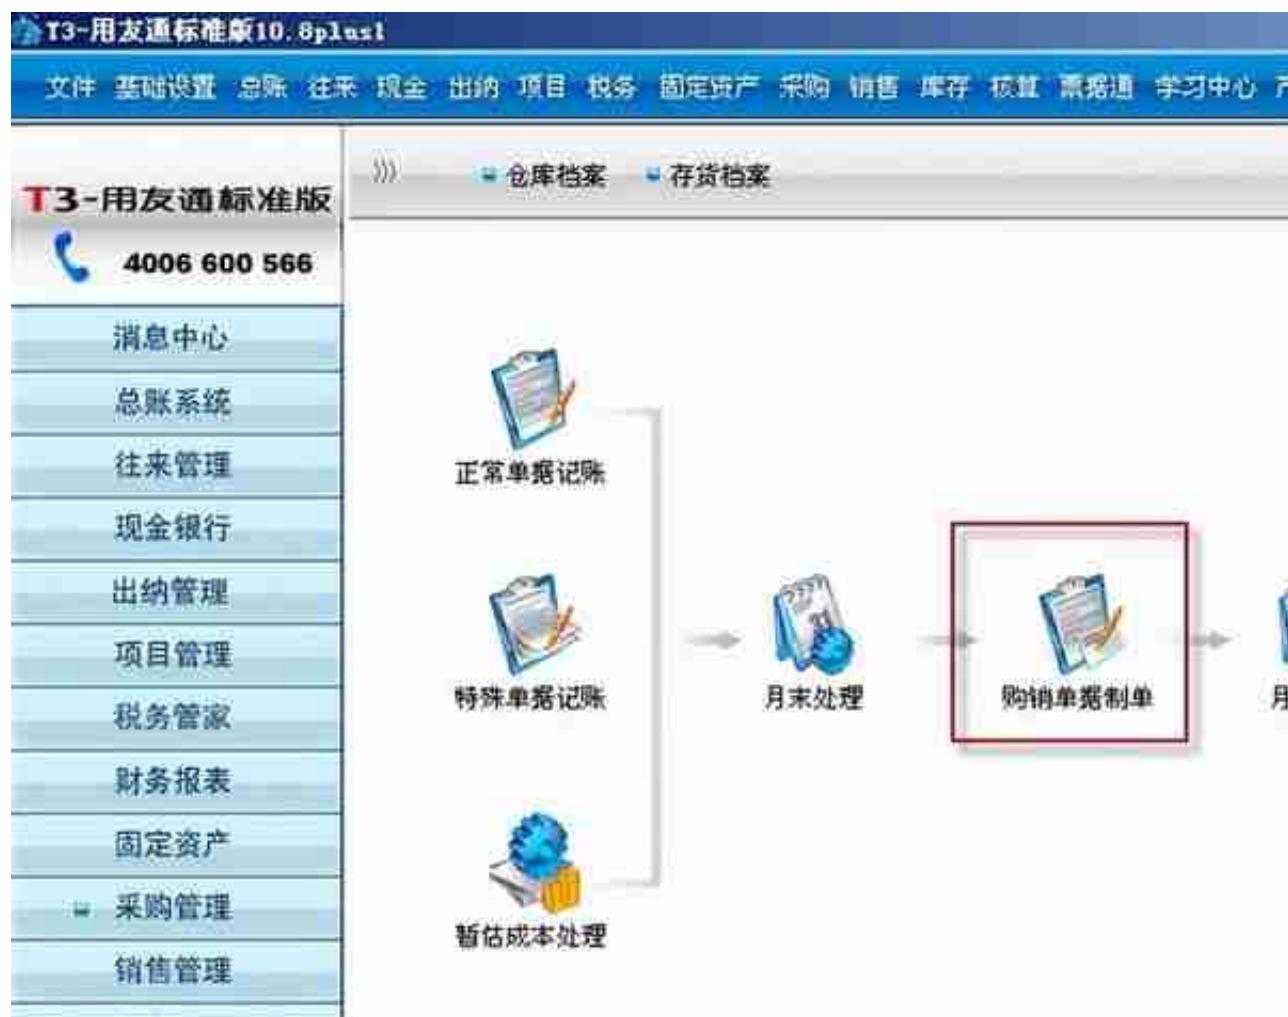 T3-用友通标准版10.8plus1
文件 基础设置 总账 往来 现金 出纳 项目 税务 固定资产 采购 销售 库存 核算 票据通 学习中心
T3-用友通标准版
4006 600 566
仓库档案 存货档案
消息中心
总账系统
往来管理
现金银行
出纳管理
项目管理
税务管家
财务报表
固定资产
采购管理
销售管理
正常单据记账
特殊单据记账
月末处理
购销单据制单
月
暂估成本处理